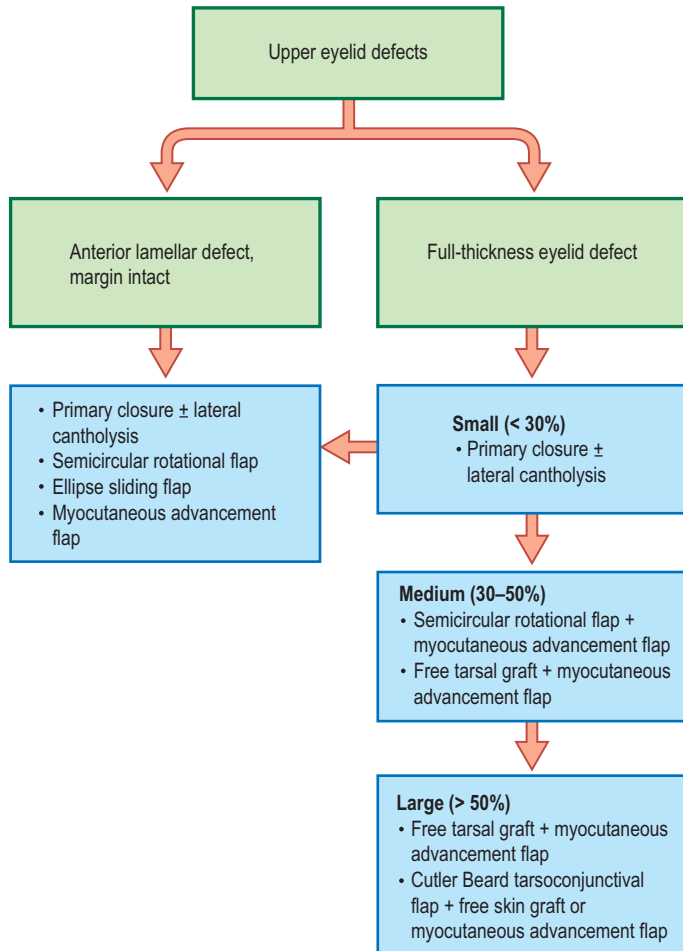 Upper eyelid defects
Anterior lamellar defect,
margin intact
Full-thickness eyelid defect
• Primary closure ± lateral
cantholysis
• Semicircular rotational flap
• Ellipse sliding flap
• Myocutaneous advancement
flap
Small (< 30%)
• Primary closure ±
lateral cantholysis
Medium (30–50%)
• Semicircular rotational flap +
myocutaneous advancement flap
• Free tarsal graft + myocutaneous
advancement flap
Large (> 50%)
• Free tarsal graft + myocutaneous
advancement flap
• Cutler Beard tarsoconjunctival
flap + free skin graft or
myocutaneous advancement flap